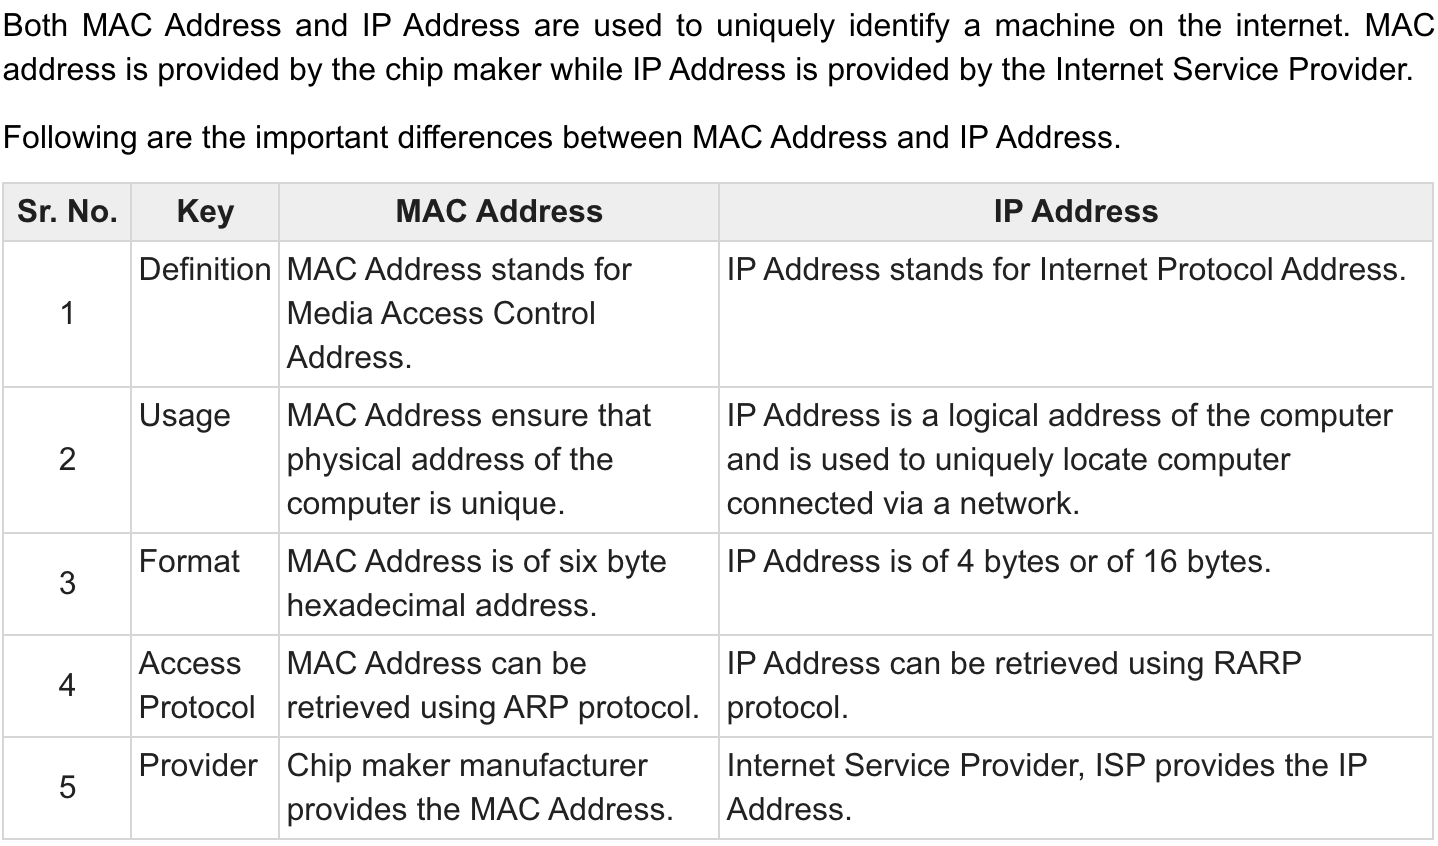 Both MAC Address and IP Address are used to uniquely identify a machine on the internet. MAC
address is provided by the chip maker while IP Address is provided by the Internet Service Provider.
Following are the important differences between MAC Address and IP Address.
Sr. No. Key MAC Address IP Address
1 Definition MAC Address stands for IP Address stands for Internet Protocol Address.
Media Access Control
Address.
2 Usage MAC Address ensure that IP Address is a logical address of the computer
physical address of the and is used to uniquely locate computer
computer is unique. connected via a network.
3 Format MAC Address is of six byte IP Address is of 4 bytes or of 16 bytes.
hexadecimal address.
4 Access MAC Address can be IP Address can be retrieved using RARP
Protocol retrieved using ARP protocol. protocol.
5 Provider Chip maker manufacturer Internet Service Provider, ISP provides the IP
provides the MAC Address. Address.